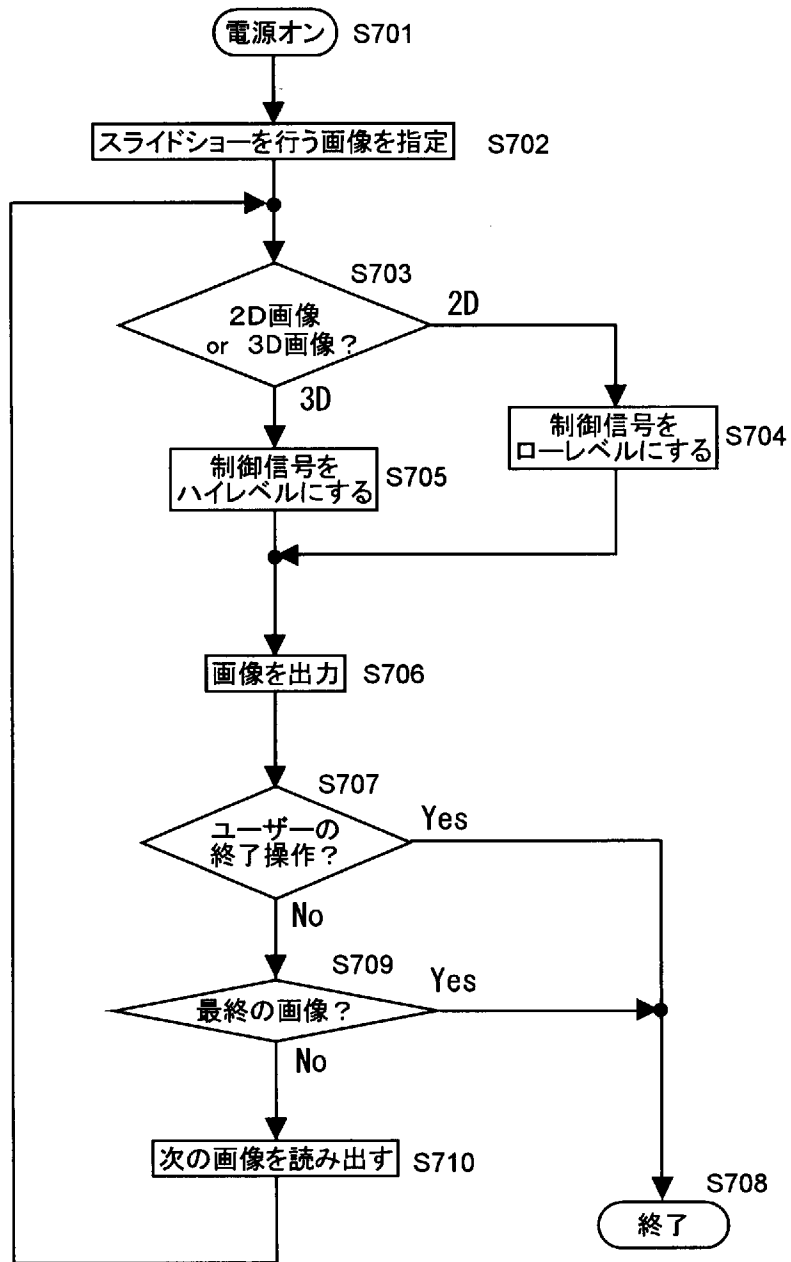 電源オン S701
スライドショーを行う画像を指定 S702
S703
2D画像
or 3D画像？
2D
3D
制御信号を
ローレベルにする
S704
制御信号を
ハイレベルにする
S705
画像を出力 S706
S707
ユーザーの
終了操作？
Yes
No
S709
最終の画像？
Yes
No
次の画像を読み出す S710
S708
終了